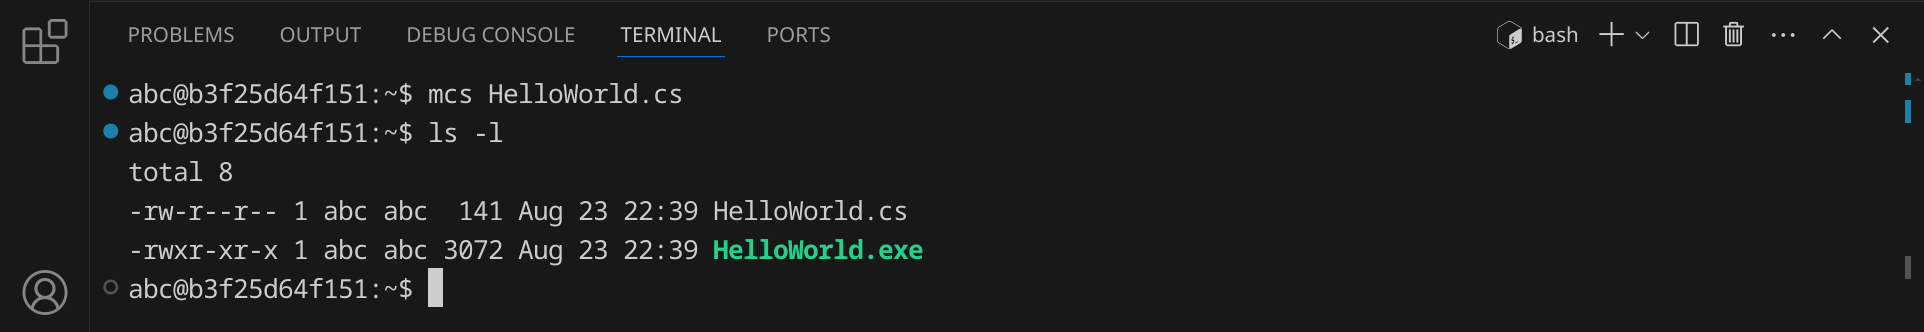 PROBLEMS OUTPUT DEBUG CONSOLE TERMINAL PORTS bash
abc@b3f25d64f151:~$ mcs HelloWorld.cs
abc@b3f25d64f151:~$ ls -l
total 8
-rw-r--r-- 1 abc abc  141 Aug 23 22:39 HelloWorld.cs
-rwxr-xr-x 1 abc abc 3072 Aug 23 22:39 HelloWorld.exe
abc@b3f25d64f151:~$